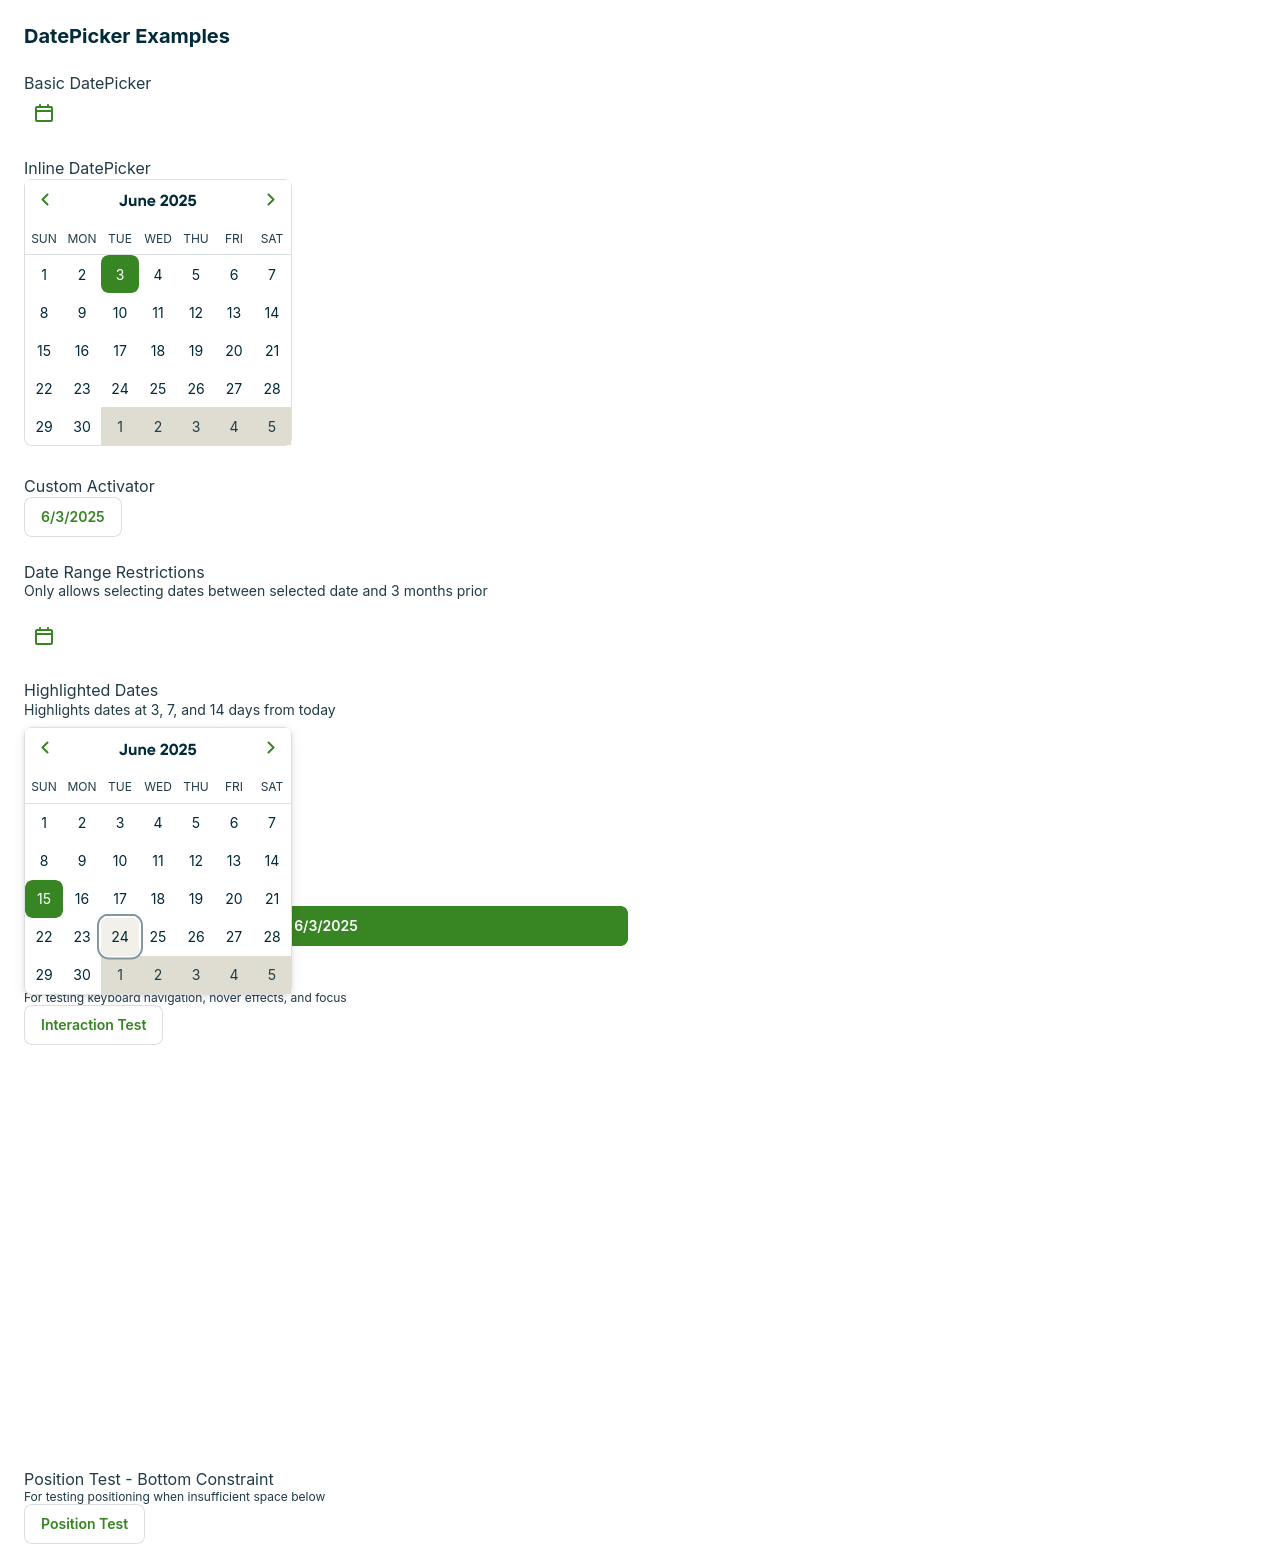 DatePicker Examples
Basic DatePicker
Inline DatePicker
June 2025
SUN MON TUE WED THU FRI SAT
1 2 3 4 5 6 7
8 9 10 11 12 13 14
15 16 17 18 19 20 21
22 23 24 25 26 27 28
29 30 1 2 3 4 5
Custom Activator
6/3/2025
Date Range Restrictions
Only allows selecting dates between selected date and 3 months prior
Highlighted Dates
Highlights dates at 3, 7, and 14 days from today
June 2025
SUN MON TUE WED THU FRI SAT
1 2 3 4 5 6 7
8 9 10 11 12 13 14
15 16 17 18 19 20 21
6/3/2025
22 23 24 25 26 27 28
29 30 1 2 3 4 5
For testing keyboard navigation, hover effects, and focus
Interaction Test
Position Test - Bottom Constraint
For testing positioning when insufficient space below
Position Test